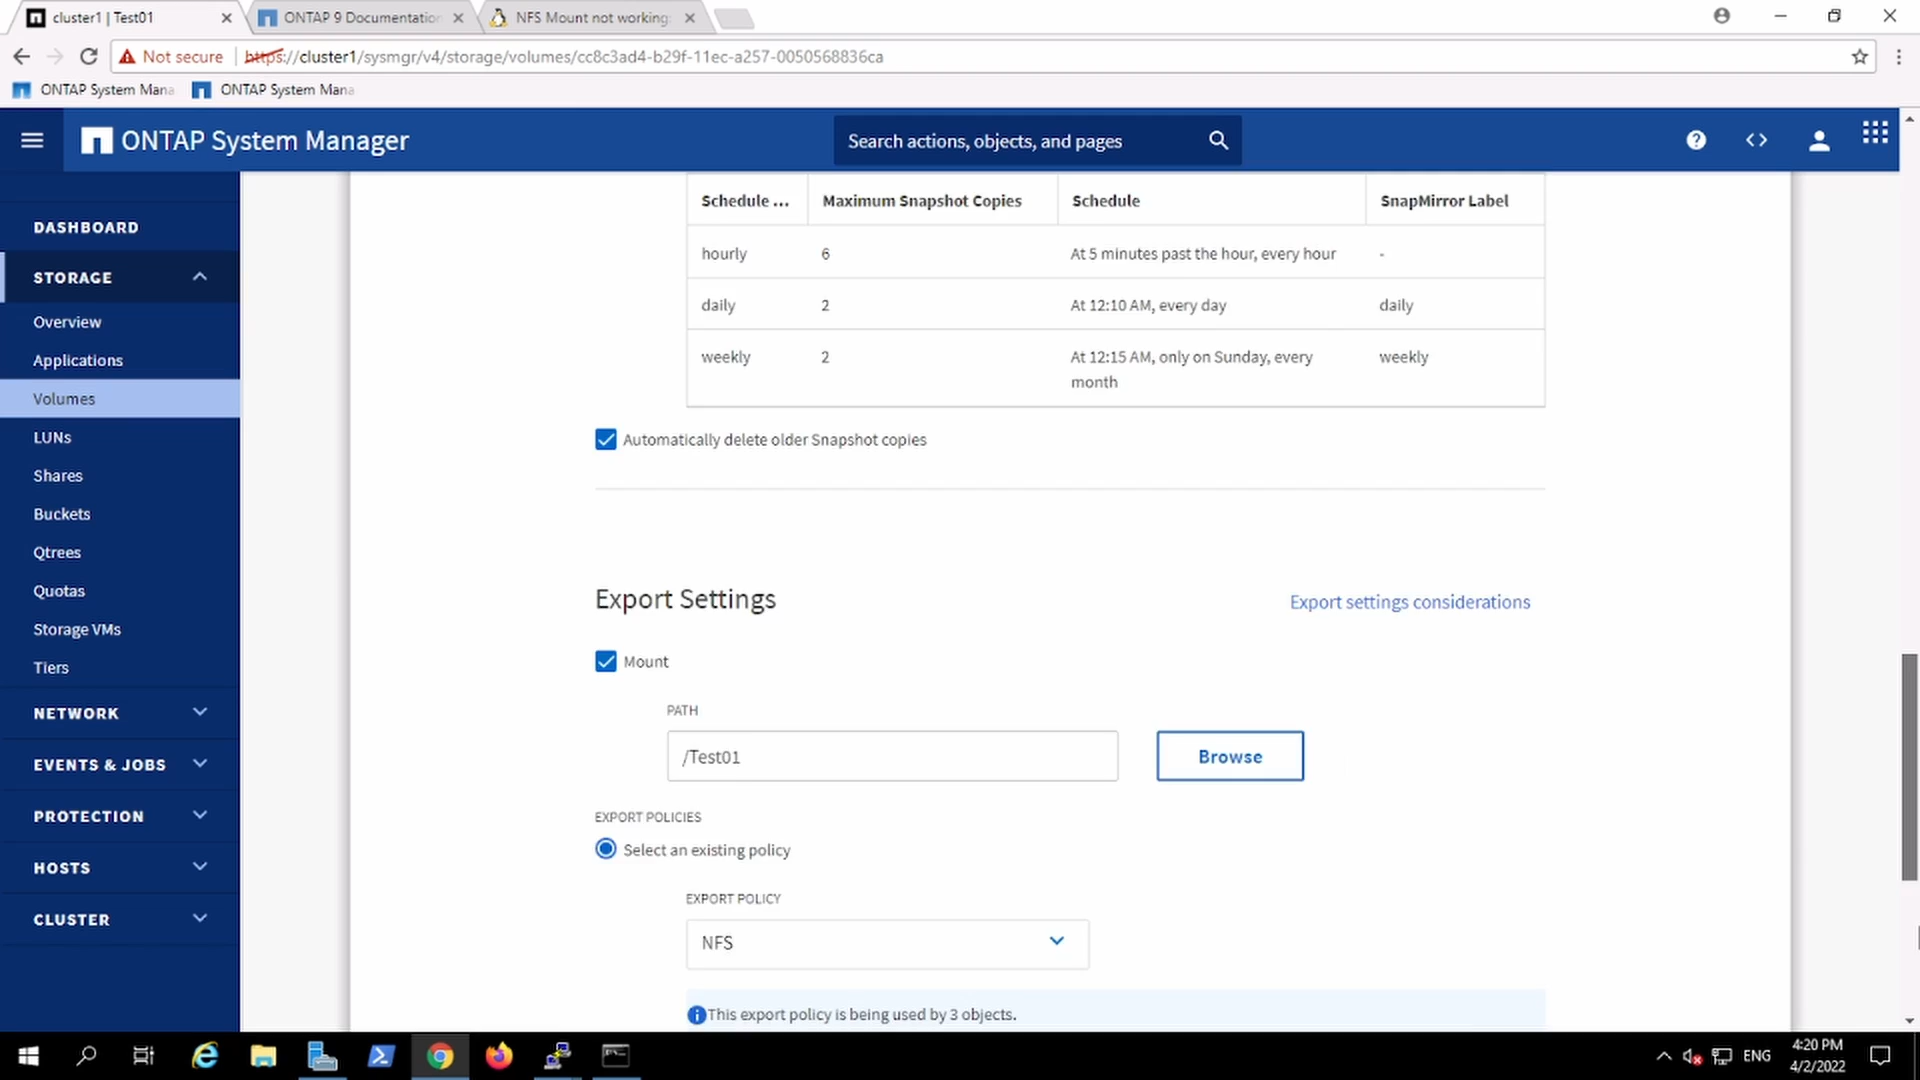 cluster1 | Test01
ONTAP 9 Documentation
NFS Mount not working
Not secure
https://cluster1/sysmgr/v4/storage/volumes/cc8c3ad4-b29f-11ec-a257-0050568836ca
ONTAP System Mana
ONTAP System Mana
ONTAP System Manager
Search actions, objects, and pages
DASHBOARD
STORAGE
Overview
Applications
Volumes
LUNs
Shares
Buckets
Qtrees
Quotas
Storage VMs
Tiers
NETWORK
EVENTS & JOBS
PROTECTION
HOSTS
CLUSTER
Schedule ... Maximum Snapshot Copies Schedule SnapMirror Label
hourly 6 At 5 minutes past the hour, every hour -
daily 2 At 12:10 AM, every day daily
weekly 2 At 12:15 AM, only on Sunday, every weekly
month
Automatically delete older Snapshot copies
Export Settings
Export settings considerations
Mount
PATH
/Test01
Browse
EXPORT POLICIES
Select an existing policy
EXPORT POLICY
NFS
This export policy is being used by 3 objects.
ENG
4:20 PM
4/2/2022